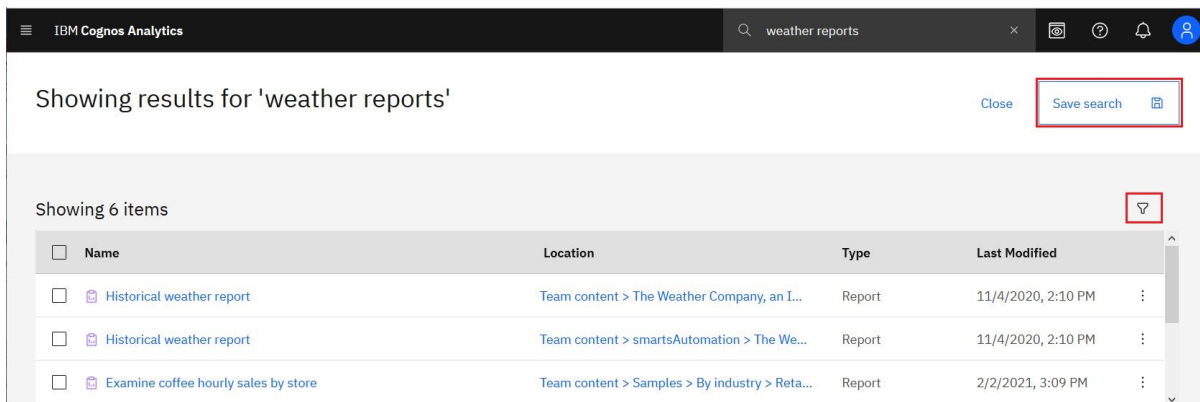 IBM Cognos Analytics weather reports
Showing results for 'weather reports'
Close Save search
Showing 6 items
Name Location Type Last Modified
Historical weather report Team content > The Weather Company, an I... Report 11/4/2020, 2:10 PM
Historical weather report Team content > smartsAutomation > The We... Report 11/4/2020, 2:10 PM
Examine coffee hourly sales by store Team content > Samples > By industry > Reta... Report 2/2/2021, 3:09 PM